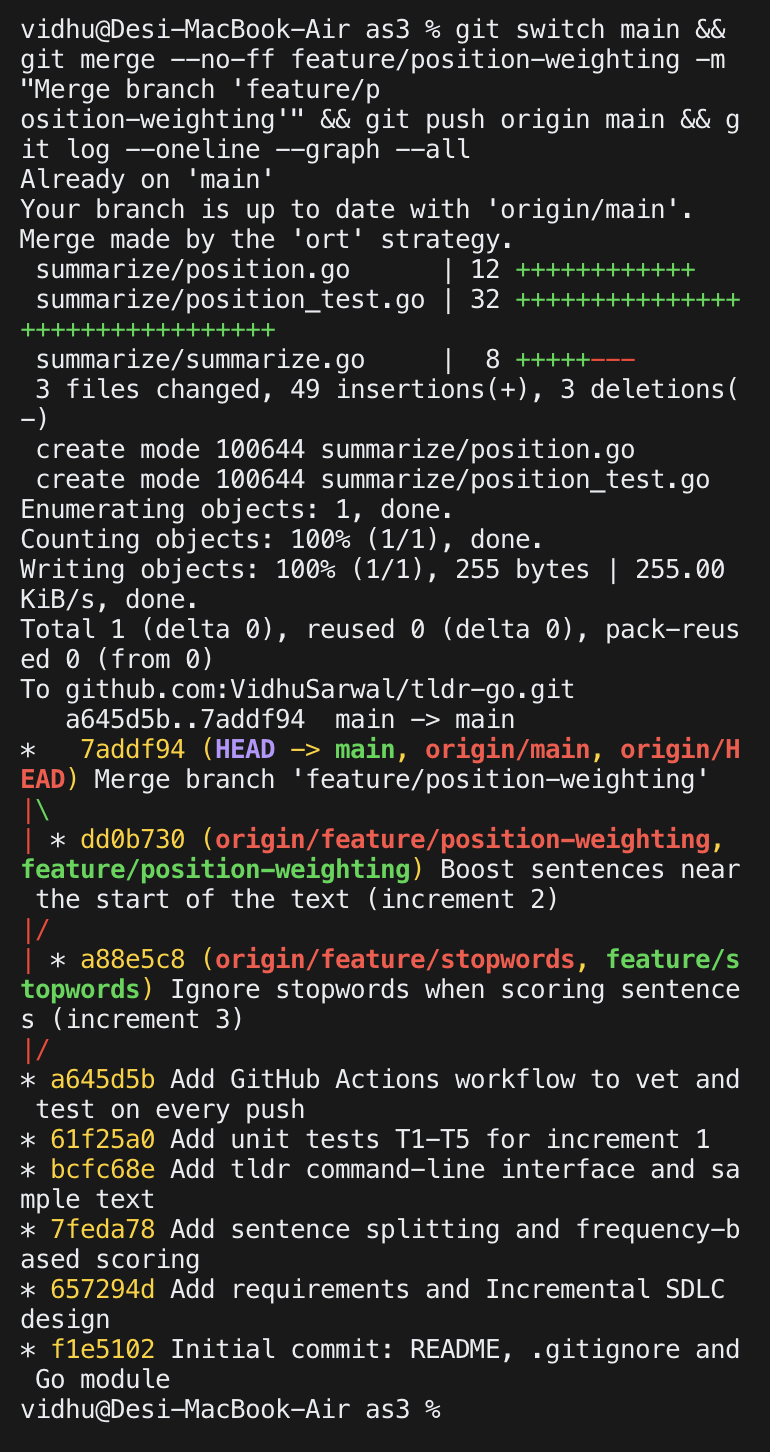 vidhu@Desi-MacBook-Air as3 % git switch main &&
git merge --no-ff feature/position-weighting -m
"Merge branch 'feature/p
osition-weighting'" && git push origin main && g
it log --oneline --graph --all
Already on 'main'
Your branch is up to date with 'origin/main'.
Merge made by the 'ort' strategy.
 summarize/position.go      | 12 ++++++++++++
 summarize/position_test.go | 32 +++++++++++++++
+++++++++++++++++
 summarize/summarize.go     |  8 +++++---
 3 files changed, 49 insertions(+), 3 deletions(
-)
 create mode 100644 summarize/position.go
 create mode 100644 summarize/position_test.go
Enumerating objects: 1, done.
Counting objects: 100% (1/1), done.
Writing objects: 100% (1/1), 255 bytes | 255.00
KiB/s, done.
Total 1 (delta 0), reused 0 (delta 0), pack-reus
ed 0 (from 0)
To github.com:VidhuSarwal/tldr-go.git
   a645d5b..7addf94  main -> main
*   7addf94 (HEAD -> main, origin/main, origin/H
EAD) Merge branch 'feature/position-weighting'
|\
| * dd0b730 (origin/feature/position-weighting,
feature/position-weighting) Boost sentences near
 the start of the text (increment 2)
|/
| * a88e5c8 (origin/feature/stopwords, feature/s
topwords) Ignore stopwords when scoring sentence
s (increment 3)
|/
* a645d5b Add GitHub Actions workflow to vet and
 test on every push
* 61f25a0 Add unit tests T1-T5 for increment 1
* bcfc68e Add tldr command-line interface and sa
mple text
* 7feda78 Add sentence splitting and frequency-b
ased scoring
* 657294d Add requirements and Incremental SDLC
design
* f1e5102 Initial commit: README, .gitignore and
 Go module
vidhu@Desi-MacBook-Air as3 %